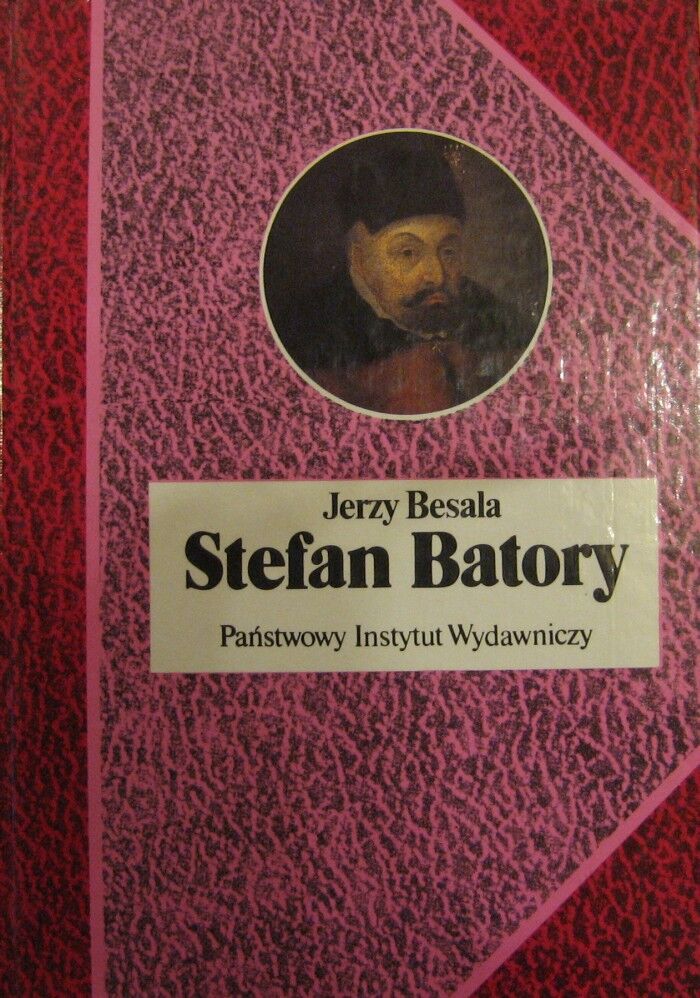 Jerzy Besala
Stefan Batory
Państwowy Instytut Wydawniczy